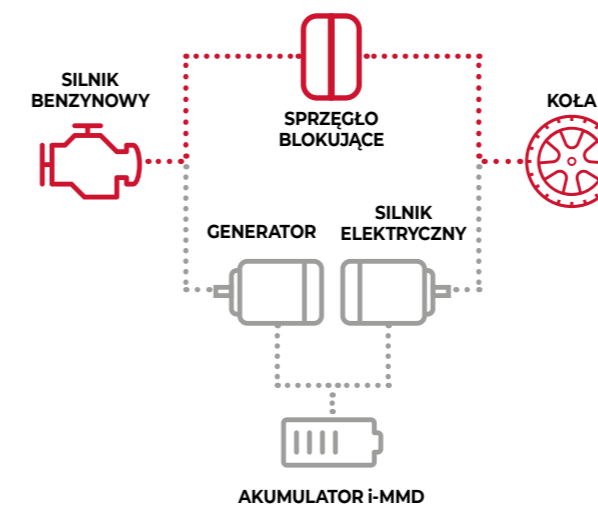 SILNIK
BENZYNOWY
SPRZĘGŁO
BLOKUJĄCE
KOŁA
GENERATOR
SILNIK
ELEKTRYCZNY
AKUMULATOR i-MMD